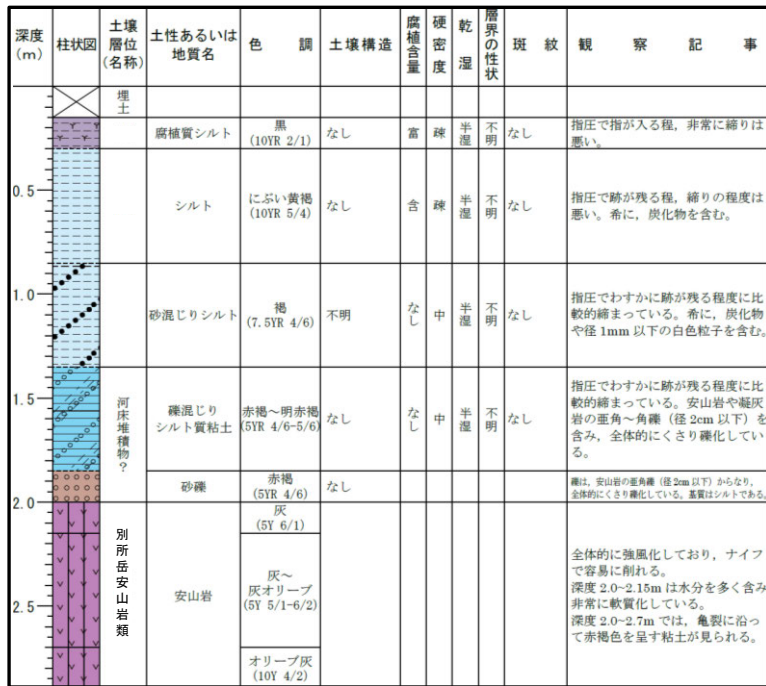 深度
(m)
柱状図
土壌
層位
(名称)
土性あるいは
地質名
色　調
土壌構造
腐植含量
硬密度
乾湿
層界の性状
斑　紋
観　察　記　事
埋土
腐植質シルト
黒
(10YR 2/1)
なし
富
疎
半湿
不明
なし
指圧で指が入る程，非常に締りは
悪い。
0.5
シルト
にぶい黄褐
(10YR 5/4)
なし
含
疎
半湿
不明
なし
指圧で跡が残る程，締りの程度は
悪い。希に，炭化物を含む。
1.0
砂混じりシルト
褐
(7.5YR 4/6)
不明
なし
中
半湿
不明
なし
指圧でわずかに跡が残る程度に比
較的締まっている。希に，炭化物
や径1mm 以下の白色粒子を含む。
1.5
河床堆積物？
礫混じり
シルト質粘土
赤褐～明赤褐
(5YR 4/6-5/6)
なし
なし
中
半湿
不明
なし
指圧でわずかに跡が残る程度に比
較的締まっている。安山岩や凝灰
岩の亜角～角礫（径2cm 以下）を
含み，全体的にくさり礫化してい
る。
砂礫
赤褐
(5YR 4/6)
なし
礫は，安山岩の亜角礫（径2cm 以下）からなり，
全体的にくさり礫化している。基質はシルトである。
2.0
別所岳安山岩類
安山岩
灰
(5Y 6/1)
灰～
灰オリーブ
(5Y 5/1-6/2)
オリーブ灰
(10Y 4/2)
2.5
全体的に強風化しており，ナイフ
で容易に削れる。
深度 2.0~2.15m は水分を多く含み
非常に軟質化している。
深度 2.0~2.7m では，亀裂に沿っ
て赤褐色を呈す粘土が見られる。